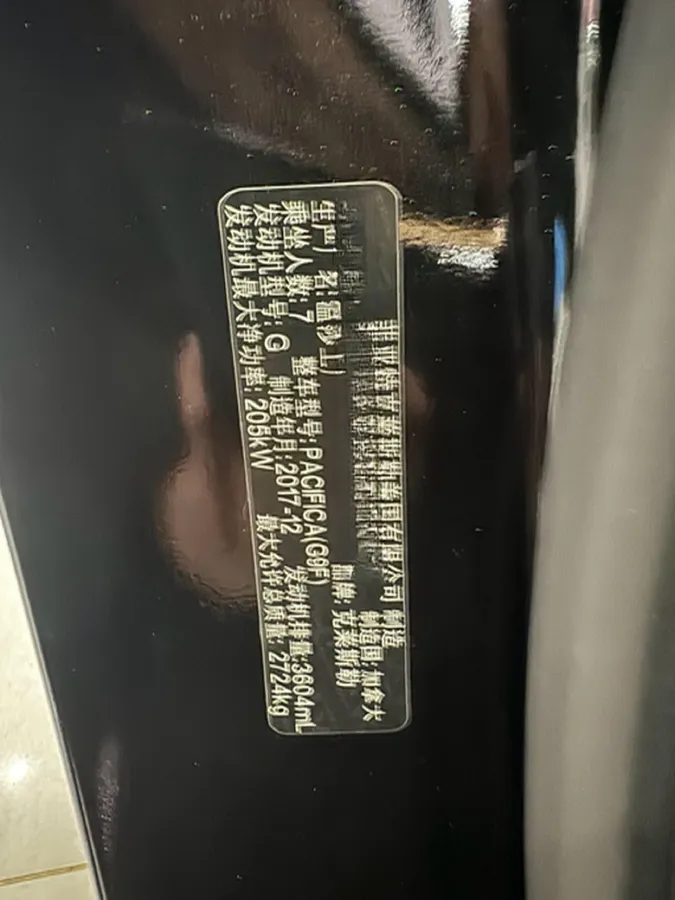 菲亚特克莱斯勒美国有限公司 制造
制造国:加拿大
品牌:克莱斯勒
生产厂名:温莎工厂 整车型号:PACIFICA(G9F)
乘坐人数:7 制造年月:2017-12 发动机排量:3604mL
发动机型号:G 最大允许总质量:2724kg
发动机最大净功率:205kW